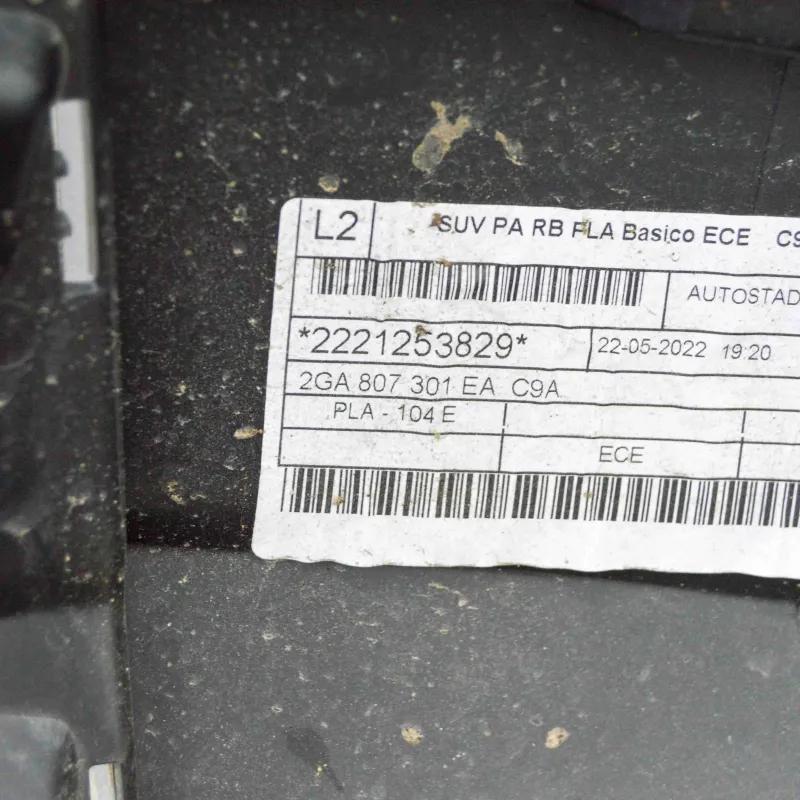 L2 SUV PA RB PLA Basico ECE C9
AUTOSTAD
*2221253829* 22-05-2022 19:20
2GA 807 301 EA C9A
PLA - 104 E
ECE